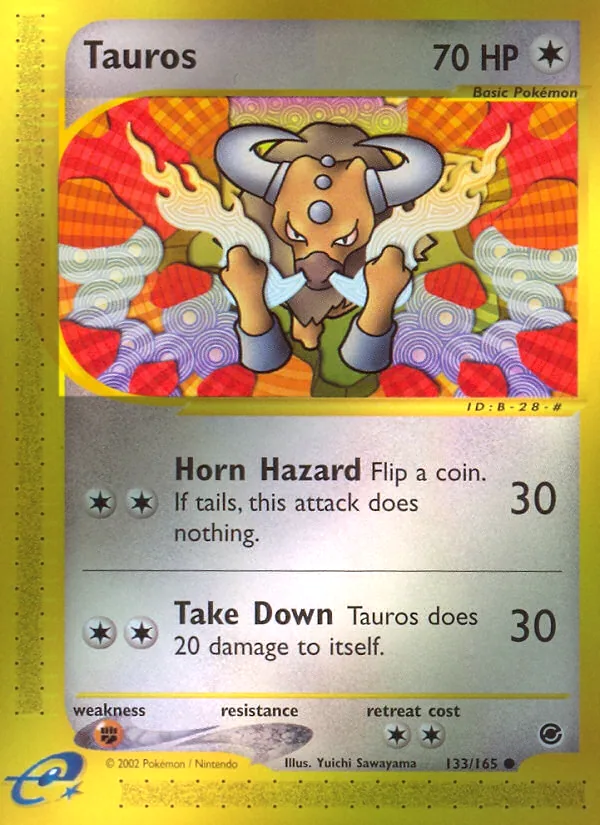 Tauros 70 HP
Basic Pokémon
ID:B-28-#
Horn Hazard Flip a coin.
If tails, this attack does
nothing.
30
Take Down Tauros does
20 damage to itself.
30
weakness resistance retreat cost
© 2002 Pokémon / Nintendo Illus. Yuichi Sawayama 133/165
e